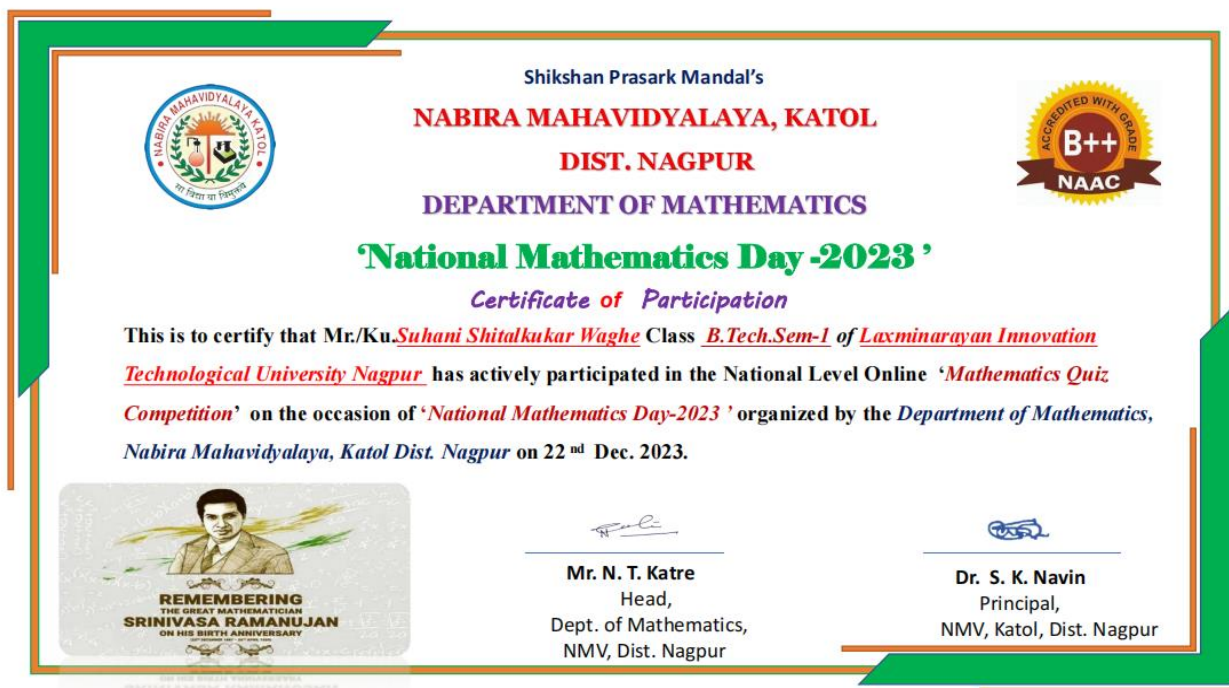 Shikshan Prasark Mandal's
NABIRA MAHAVIDYALAYA, KATOL
DIST. NAGPUR
DEPARTMENT OF MATHEMATICS
NABIRA MAHAVIDYALAYA KATOL
सा विद्या या विमुक्तये
ACCREDITED WITH GRADE
B++
NAAC
‘National Mathematics Day -2023 ’
Certificate of Participation
This is to certify that Mr./Ku.Suhani Shitalkukar Waghe Class B.Tech.Sem-1 of Laxminarayan Innovation
Technological University Nagpur has actively participated in the National Level Online ‘Mathematics Quiz
Competition’ on the occasion of ‘National Mathematics Day-2023 ’ organized by the Department of Mathematics,
Nabira Mahavidyalaya, Katol Dist. Nagpur on 22 nd Dec. 2023.
REMEMBERING
THE GREAT MATHEMATICIAN
SRINIVASA RAMANUJAN
ON HIS BIRTH ANNIVERSARY
Mr. N. T. Katre
Head,
Dept. of Mathematics,
NMV, Dist. Nagpur
Dr. S. K. Navin
Principal,
NMV, Katol, Dist. Nagpur